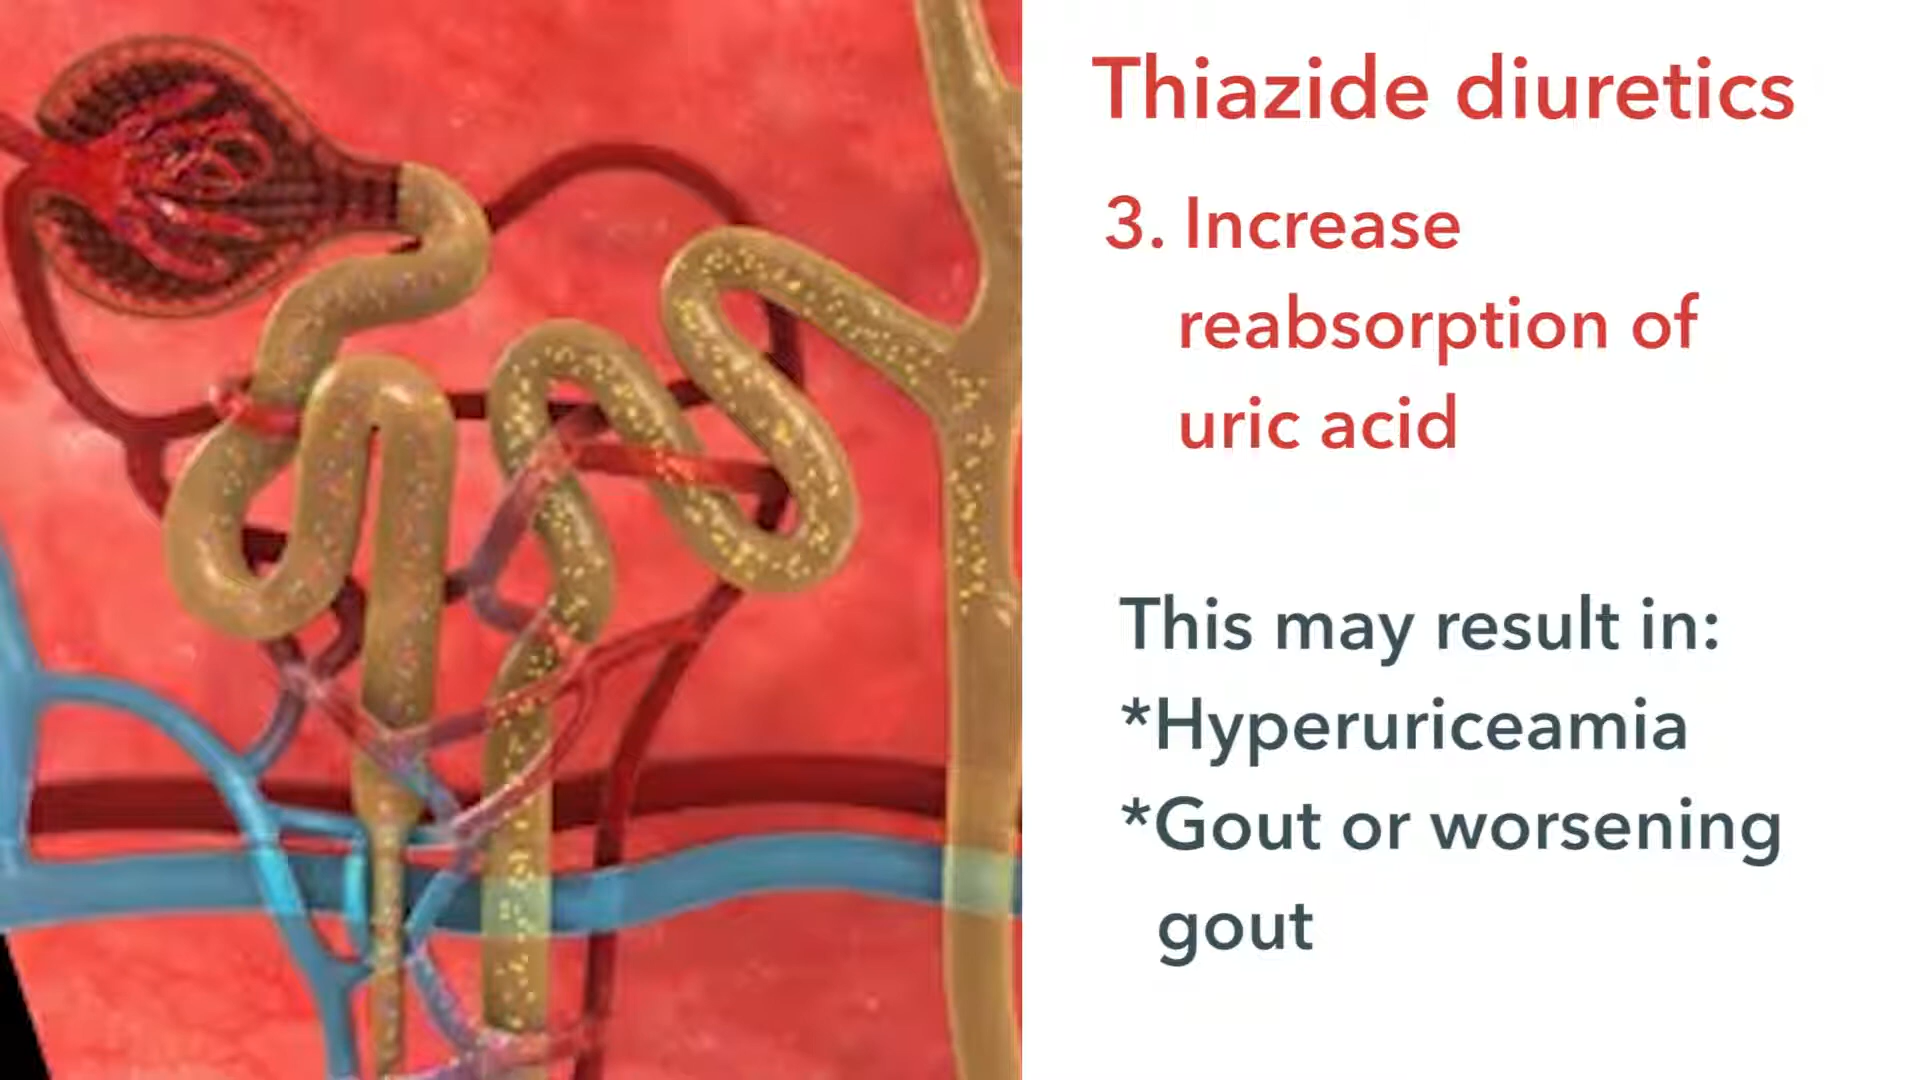 Thiazide diuretics
3. Increase
reabsorption of
uric acid
This may result in:
*Hyperuriceamia
*Gout or worsening
gout